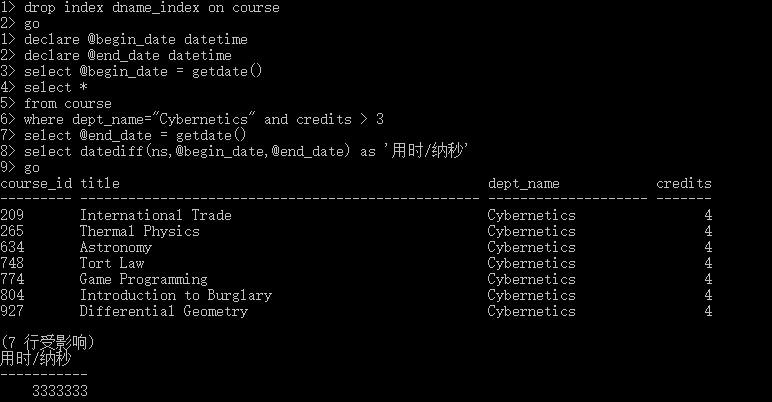 1> drop index dname_index on course
2> go
1> declare @begin_date datetime
2> declare @end_date datetime
3> select @begin_date = getdate()
4> select *
5> from course
6> where dept_name="Cybernetics" and credits > 3
7> select @end_date = getdate()
8> select datediff(ns,@begin_date,@end_date) as '用时/纳秒'
9> go
course_id title                                              dept_name            credits
--------- -------------------------------------------------- -------------------- -------
209       International Trade                                Cybernetics                4
265       Thermal Physics                                    Cybernetics                4
634       Astronomy                                          Cybernetics                4
748       Tort Law                                           Cybernetics                4
774       Game Programming                                   Cybernetics                4
804       Introduction to Burglary                           Cybernetics                4
927       Differential Geometry                              Cybernetics                4
(7 行受影响)
用时/纳秒
-----------
    3333333